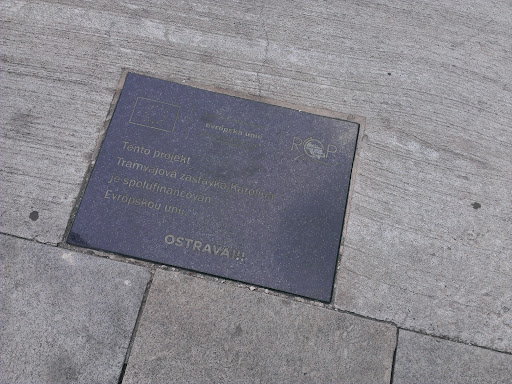 Evropská unie
ROP
Tento projekt
Tramvajová zastávka Karolina
je spolufinancován
Evropskou unií
OSTRAVA!!!